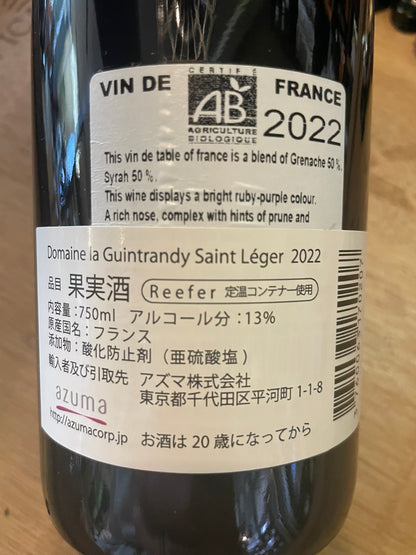 CERTIFIÉ
VIN DE FRANCE
AB
AGRICULTURE
BIOLOGIQUE
2022
This vin de table of france is a blend of Grenache 50 %,
Syrah 50 %.
This wine displays a bright ruby-purple colour.
A rich nose, complex with hints of prune and
Domaine la Guintrandy Saint Léger 2022
品目 果実酒 Reefer 定温コンテナー使用
内容量:750ml アルコール分:13%
原産国名:フランス
添加物:酸化防止剤(亜硫酸塩)
輸入者及び引取先 アズマ株式会社
東京都千代田区平河町 1-1-8
azuma
http://azumacorp.jp お酒は 20 歳になってから